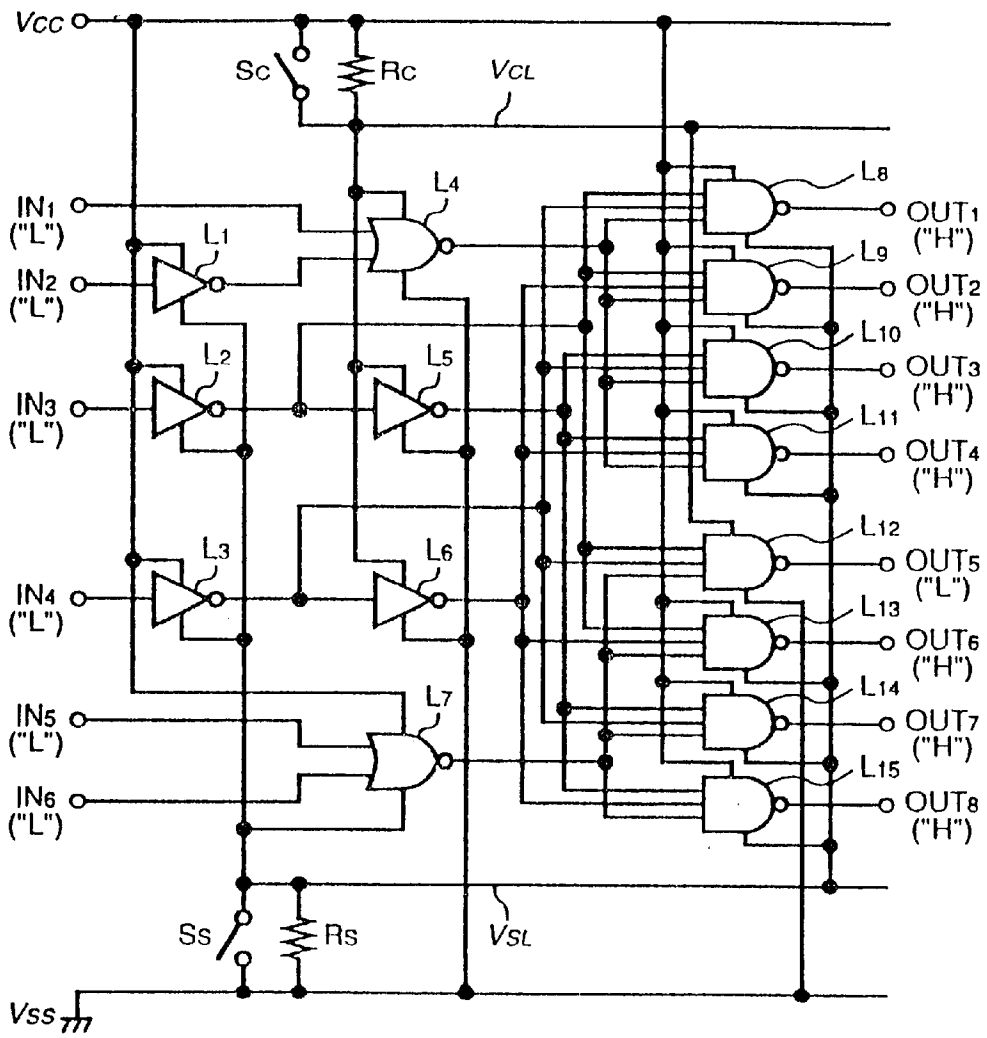 VCC
SC
RC
VCL
L8
IN1
("L")
L4
OUT1
("H")
L1
L9
IN2
("L")
OUT2
("H")
L10
L2
L5
OUT3
("H")
IN3
("L")
L11
OUT4
("H")
L12
L3
L6
OUT5
("L")
IN4
("L")
L13
OUT6
("H")
L14
IN5
("L")
L7
OUT7
("H")
L15
IN6
("L")
OUT8
("H")
SS
RS
VSL
VSS